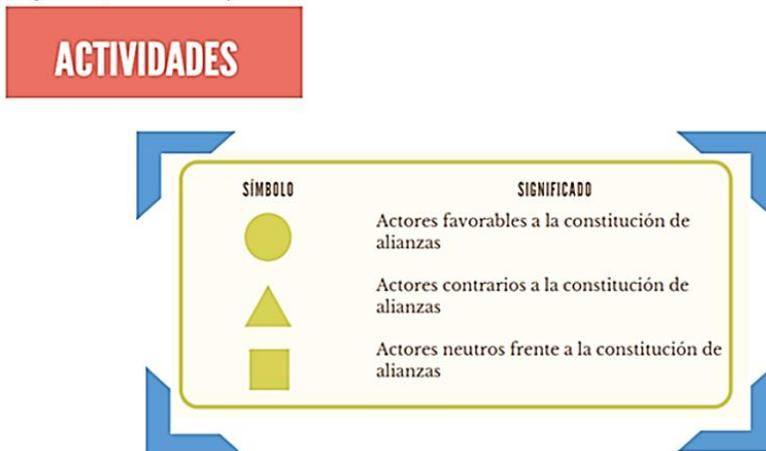 ACTIVIDADES
SÍMBOLO SIGNIFICADO
Actores favorables a la constitución de
alianzas
Actores contrarios a la constitución de
alianzas
Actores neutros frente a la constitución de
alianzas